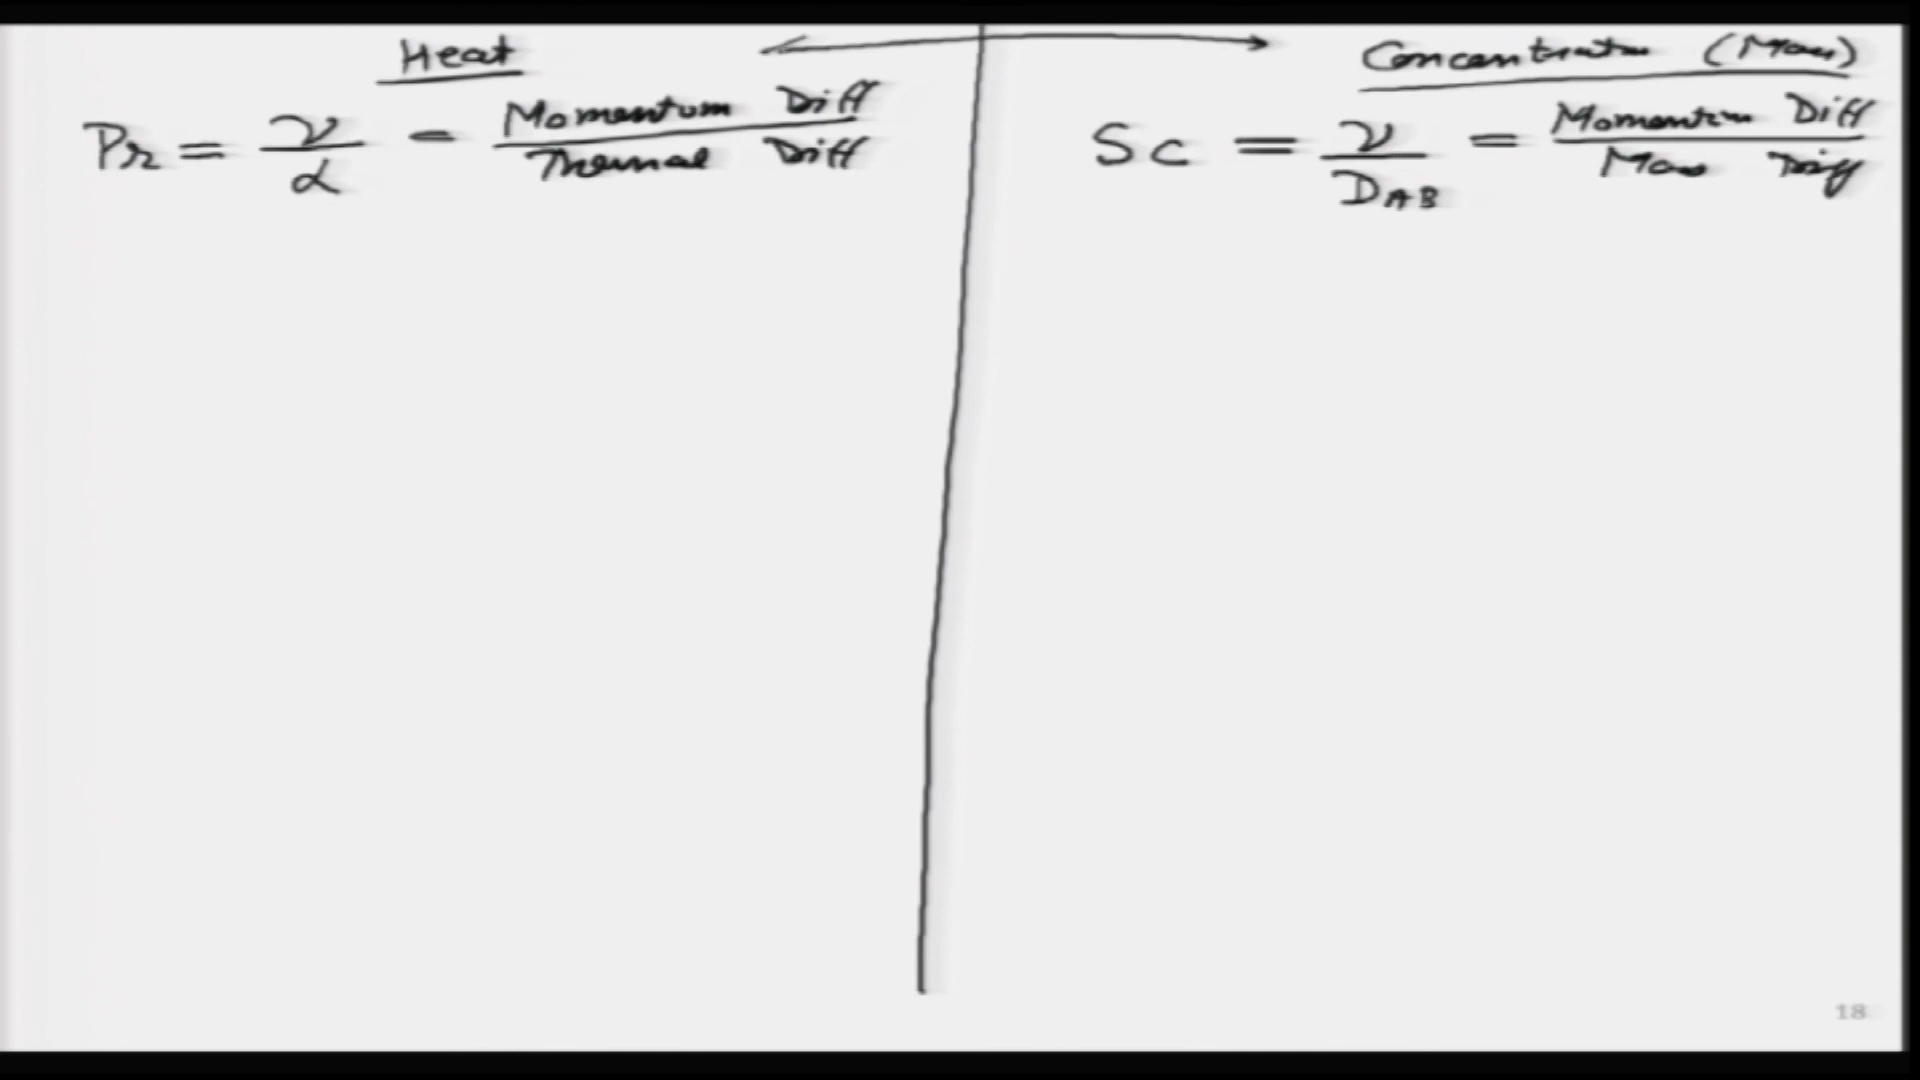 Heat
Pr = ν/α = Momentum Diff / Thermal Diff
Concentration (Mass)
Sc = ν/D_AB = Momentum Diff / Mass Diff
18